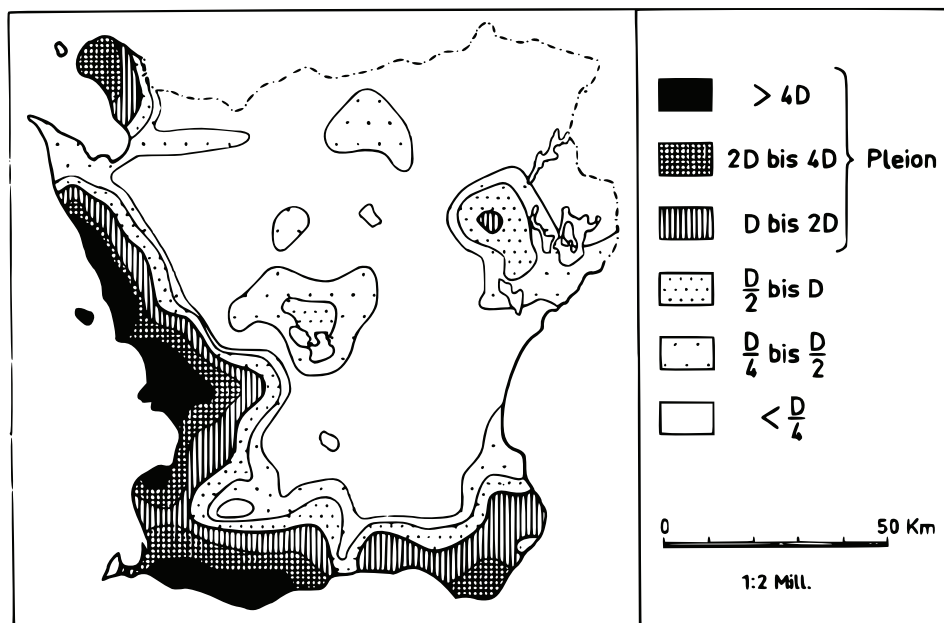 > 4D
2D bis 4D
Pleion
D bis 2D
D/2 bis D
D/4 bis D/2
< D/4
0 50 Km
1:2 Mill.